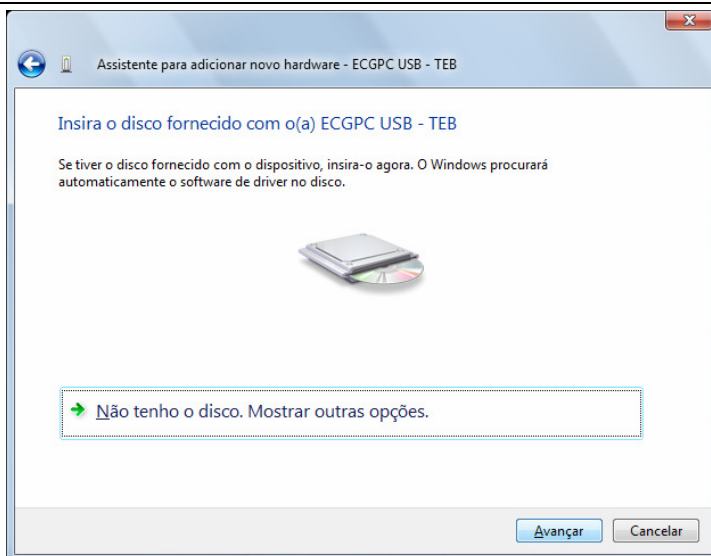 Assistente para adicionar novo hardware - ECGPC USB - TEB
Insira o disco fornecido com o(a) ECGPC USB - TEB
Se tiver o disco fornecido com o dispositivo, insira-o agora. O Windows procurará
automaticamente o software de driver no disco.
Não tenho o disco. Mostrar outras opções.
Avançar Cancelar